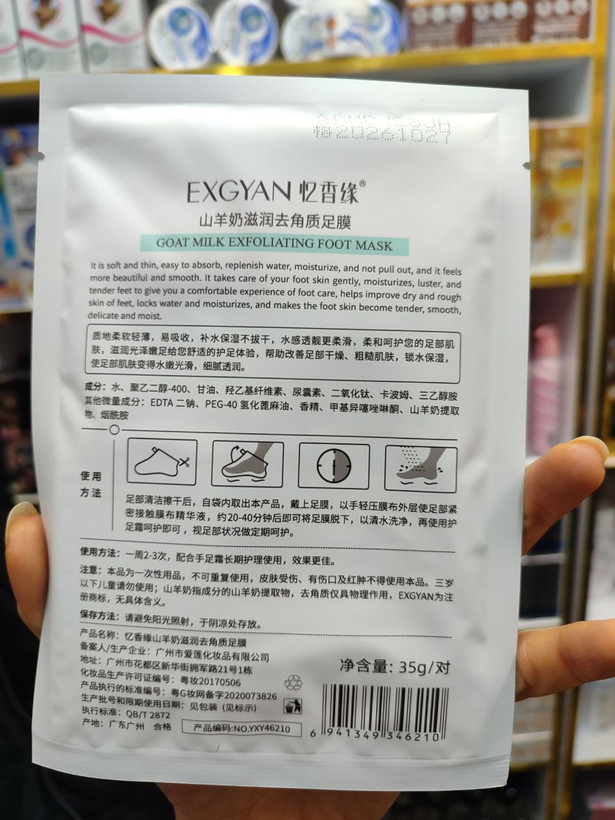 20261027
EXGYAN 忆香缘®
山羊奶滋润去角质足膜
GOAT MILK EXFOLIATING FOOT MASK
It is soft and thin, easy to absorb, replenish water, moisturize, and not pull out, and it feels
more beautiful and smooth. It takes care of your foot skin gently, moisturizes, luster, and
tender feet to give you a comfortable experience of foot care, helps improve dry and rough
skin of feet, locks water and moisturizes, and makes the foot skin become tender, smooth,
delicate and moist.
质地柔软轻薄，易吸收，补水保湿不拔干，水感透靓更柔滑，柔和呵护您的足部肌
肤，滋润光泽嫩足给您舒适的护足体验，帮助改善足部干燥、粗糙肌肤，锁水保湿，
使足部肌肤变得水嫩光滑，细腻透润。
成分：水、聚乙二醇-400、甘油、羟乙基纤维素、尿囊素、二氧化钛、卡波姆、三乙醇胺
其他微量成分：EDTA 二钠、PEG-40 氢化蓖麻油、香精、甲基异噻唑啉酮、山羊奶提取
物、烟酰胺
使用
方法
足部清洁擦干后，自袋内取出本产品，戴上足膜，以手轻压膜布外层使足部紧
密接触膜布精华液，约20-40分钟后即可将足膜脱下，以清水洗净，再使用护
足霜呵护即可，视足部状况做定期呵护。
使用方法：一周2-3次，配合手足霜长期护理使用，效果更佳。
注意：本品为一次性用品，不可重复使用，皮肤受伤、有伤口及红肿不得使用本品。三岁
以下儿童请勿使用；山羊奶指成分的山羊奶提取物，去角质仅具物理作用，EXGYAN为注
册商标，无具体含义。
保存方法：请避免阳光照射，于阴凉处存放。
产品名称：忆香缘山羊奶滋润去角质足膜
备案人/生产企业：广州市爱莲化妆品有限公司
地址：广州市花都区新华街拥军路21号1栋
化妆品生产许可证编号：粤妆20170506
产品执行的标准编号：粤G妆网备字2020073826
生产批号和限期使用日期：见包装（见标示）
执行标准：QB/T 2872
产地：广东广州 合格
产品编码:NO.YXY46210
净含量: 35g/对
6 941349 346210